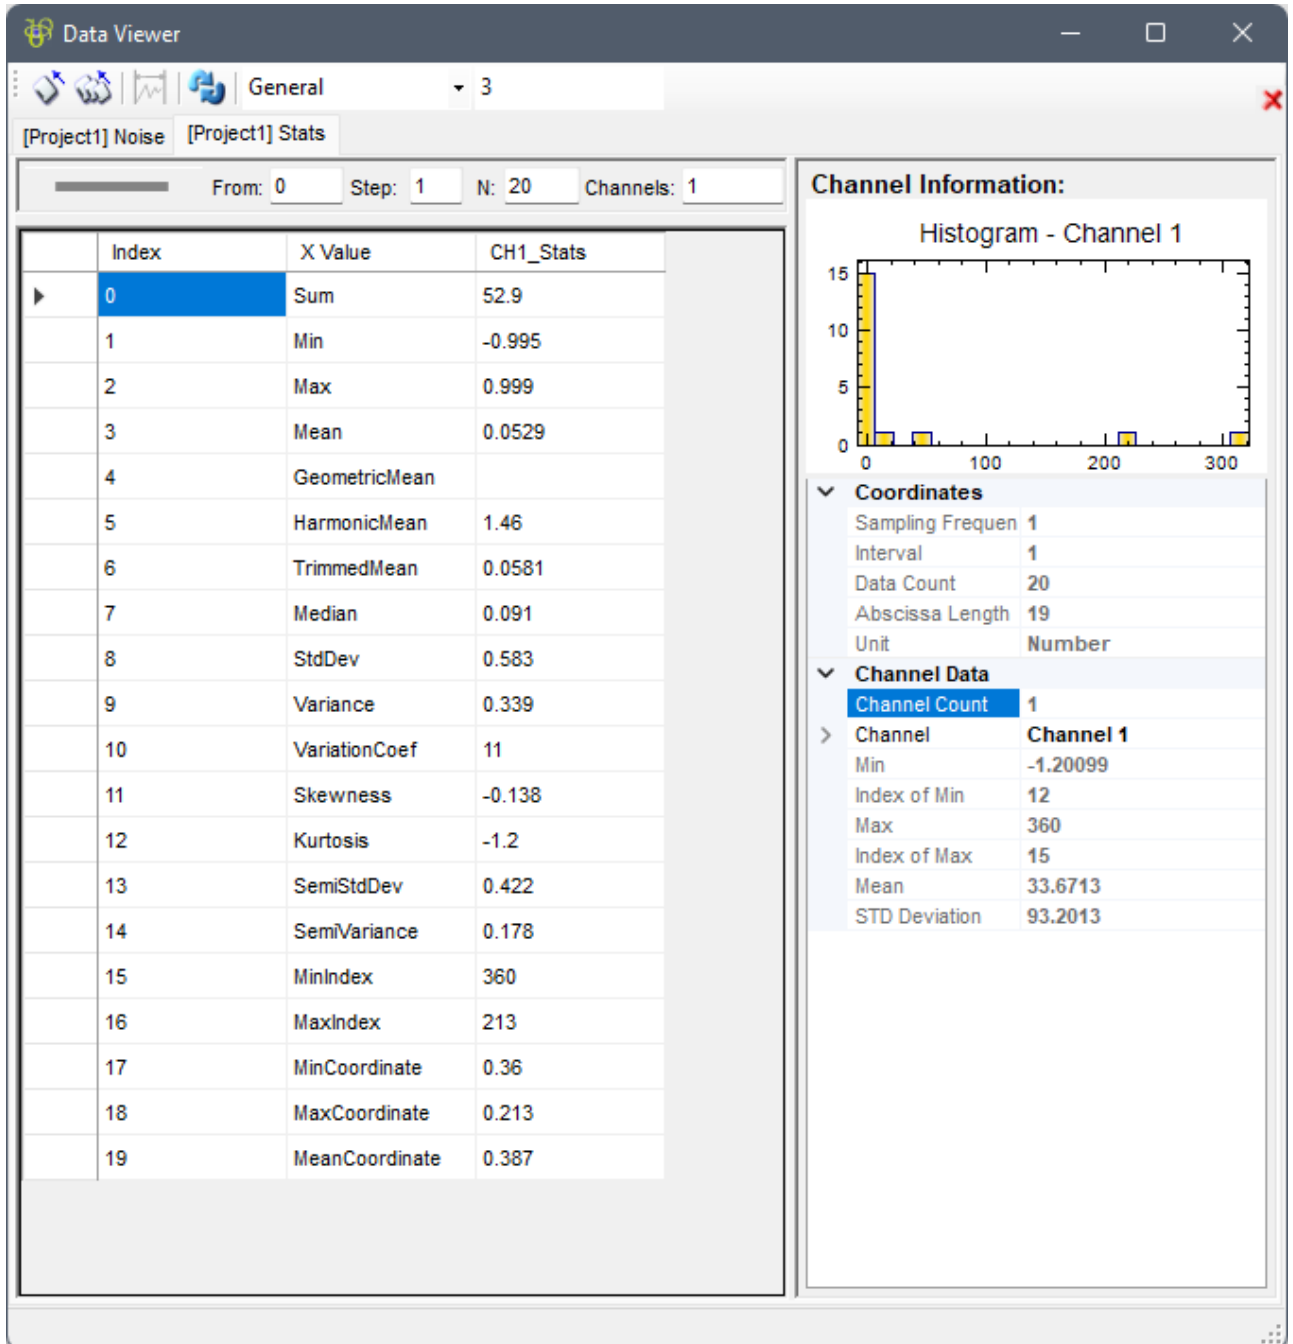 Data Viewer
General 3
[Project1] Noise [Project1] Stats
From: 0 Step: 1 N: 20 Channels: 1
Index X Value CH1_Stats
0 Sum 52.9
1 Min -0.995
2 Max 0.999
3 Mean 0.0529
4 GeometricMean
5 HarmonicMean 1.46
6 TrimmedMean 0.0581
7 Median 0.091
8 StdDev 0.583
9 Variance 0.339
10 VariationCoef 11
11 Skewness -0.138
12 Kurtosis -1.2
13 SemiStdDev 0.422
14 SemiVariance 0.178
15 MinIndex 360
16 MaxIndex 213
17 MinCoordinate 0.36
18 MaxCoordinate 0.213
19 MeanCoordinate 0.387
Channel Information:
Histogram - Channel 1
15
10
5
0
0 100 200 300
Coordinates
Sampling Frequen 1
Interval 1
Data Count 20
Abscissa Length 19
Unit Number
Channel Data
Channel Count 1
Channel Channel 1
Min -1.20099
Index of Min 12
Max 360
Index of Max 15
Mean 33.6713
STD Deviation 93.2013